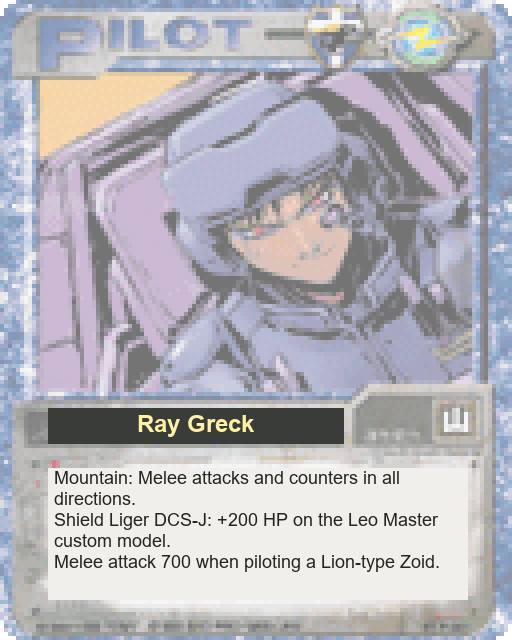 PILOT
Ray Greck
Mountain: Melee attacks and counters in all
directions.
Shield Liger DCS-J: +200 HP on the Leo Master
custom model.
Melee attack 700 when piloting a Lion-type Zoid.